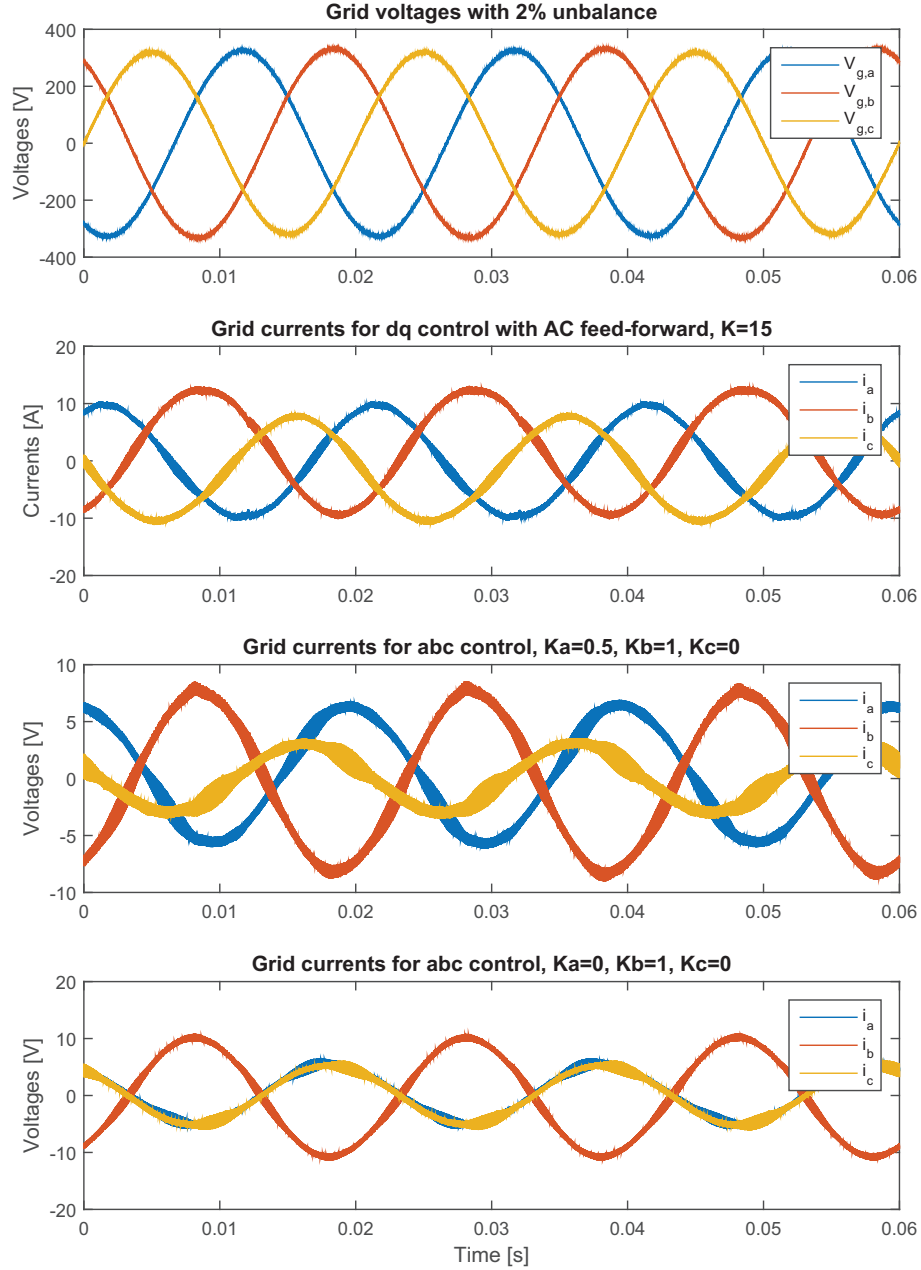 Grid voltages with 2% unbalance
400
200
0
-200
-400
Voltages [V]
V_g,a
V_g,b
V_g,c
0 0.01 0.02 0.03 0.04 0.05 0.06
Grid currents for dq control with AC feed-forward, K=15
20
10
0
-10
-20
Currents [A]
i_a
i_b
i_c
0 0.01 0.02 0.03 0.04 0.05 0.06
Grid currents for abc control, Ka=0.5, Kb=1, Kc=0
10
5
0
-5
-10
Voltages [V]
i_a
i_b
i_c
0 0.01 0.02 0.03 0.04 0.05 0.06
Grid currents for abc control, Ka=0, Kb=1, Kc=0
20
10
0
-10
-20
Voltages [V]
i_a
i_b
i_c
0 0.01 0.02 0.03 0.04 0.05 0.06
Time [s]